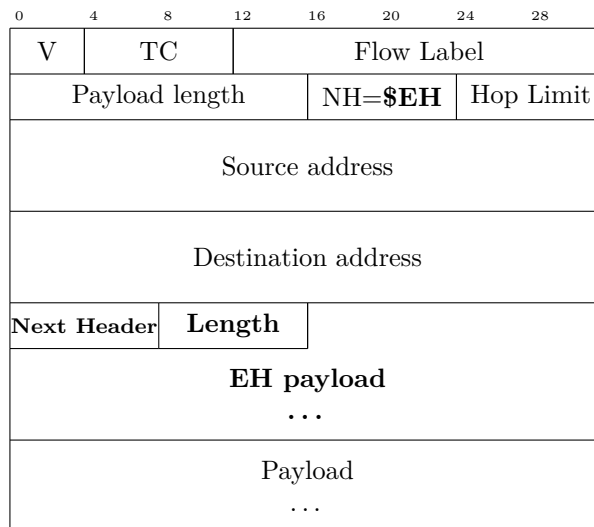 0 4 8 12 16 20 24 28
V TC Flow Label
Payload length NH=$EH Hop Limit
Source address
Destination address
Next Header Length
EH payload
...
Payload
...